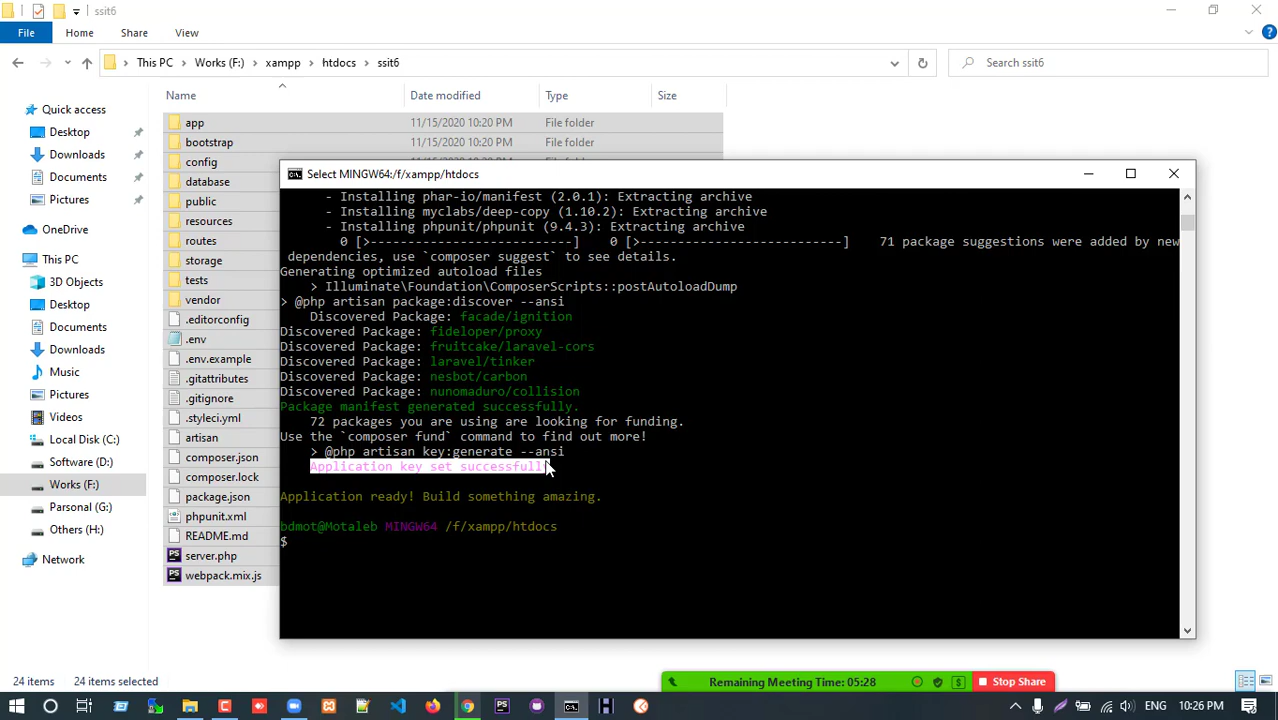 ssit6
File
Home
Share
View
This PC
Works (F:)
xampp
htdocs
ssit6
Search ssit6
Name
Date modified
Type
Size
Quick access
Desktop
Downloads
Documents
Pictures
OneDrive
This PC
3D Objects
Desktop
Documents
Downloads
Music
Pictures
Videos
Local Disk (C:)
Software (D:)
Works (F:)
Parsonal (G:)
Others (H:)
Network
app 11/15/2020 10:20 PM File folder
bootstrap 11/15/2020 10:20 PM File folder
config
database
public
resources
routes
storage
tests
vendor
.editorconfig
.env
.env.example
.gitattributes
.gitignore
.styleci.yml
artisan
composer.json
composer.lock
package.json
phpunit.xml
README.md
server.php
webpack.mix.js
Select MINGW64:/f/xampp/htdocs
- Installing phar-io/manifest (2.0.1): Extracting archive
- Installing myclabs/deep-copy (1.10.2): Extracting archive
- Installing phpunit/phpunit (9.4.3): Extracting archive
0 [>---------------------------] 0 [>---------------------------] 71 package suggestions were added by new
dependencies, use `composer suggest` to see details.
Generating optimized autoload files
> Illuminate\Foundation\ComposerScripts::postAutoloadDump
> @php artisan package:discover --ansi
Discovered Package: facade/ignition
Discovered Package: fideloper/proxy
Discovered Package: fruitcake/laravel-cors
Discovered Package: laravel/tinker
Discovered Package: nesbot/carbon
Discovered Package: nunomaduro/collision
Package manifest generated successfully.
72 packages you are using are looking for funding.
Use the `composer fund` command to find out more!
> @php artisan key:generate --ansi
Application key set successfully
Application ready! Build something amazing.
bdmot@Motaleb MINGW64 /f/xampp/htdocs
$
24 items 24 items selected
Remaining Meeting Time: 05:28
Stop Share
ENG 10:26 PM